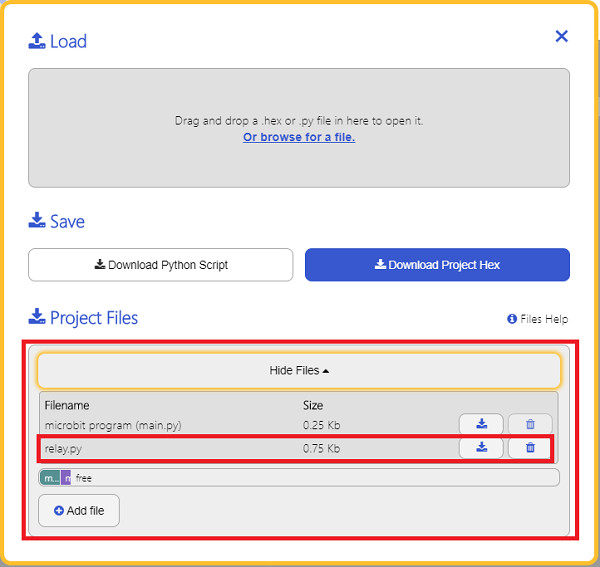 Load
Drag and drop a .hex or .py file in here to open it.
Or browse for a file.
Save
Download Python Script
Download Project Hex
Project Files
Files Help
Hide Files
Filename Size
microbit program (main.py) 0.25 Kb
relay.py 0.75 Kb
m... m free
Add file